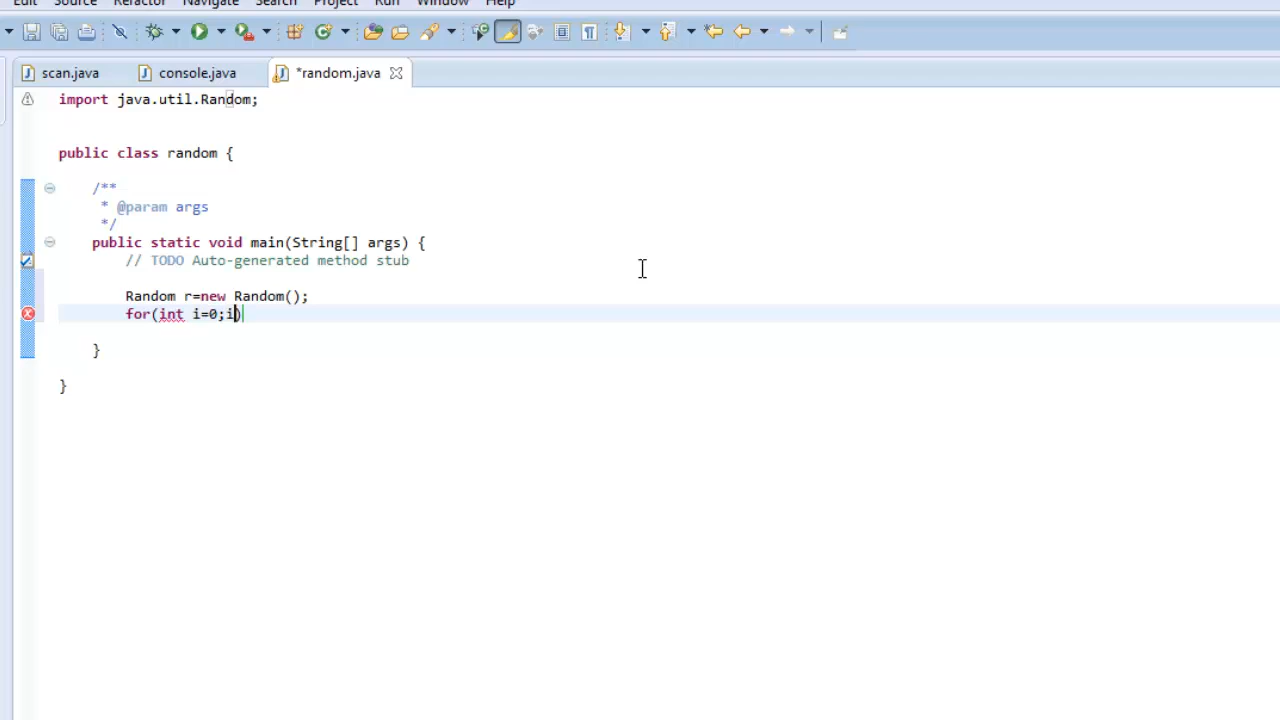 Edit Source Refactor Navigate Search Project Run Window Help
scan.java console.java *random.java
import java.util.Random;
public class random {
/**
* @param args
*/
public static void main(String[] args) {
// TODO Auto-generated method stub
Random r=new Random();
for(int i=0;i)
}
}